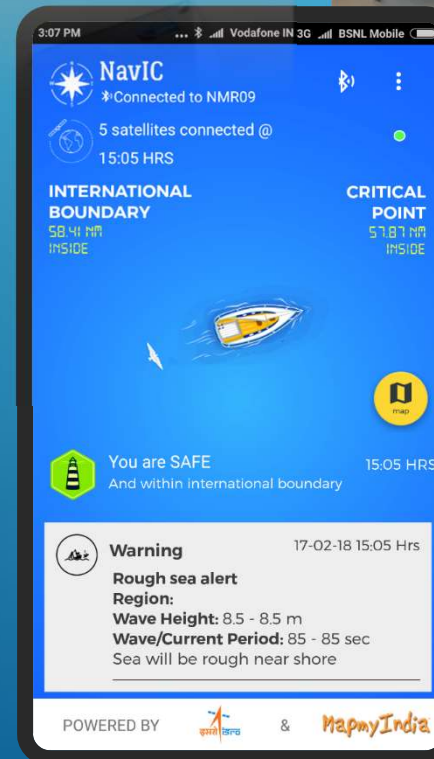 3:07 PM ... Vodafone IN 3G BSNL Mobile
NavIC
Connected to NMR09
5 satellites connected @
15:05 HRS
INTERNATIONAL
BOUNDARY
58.41 NM
INSIDE
CRITICAL
POINT
57.87 NM
INSIDE
map
You are SAFE
15:05 HRS
And within international boundary
Warning
17-02-18 15:05 Hrs
Rough sea alert
Region:
Wave Height: 8.5 - 8.5 m
Wave/Current Period: 85 - 85 sec
Sea will be rough near shore
POWERED BY इसरो isro & MapmyIndia